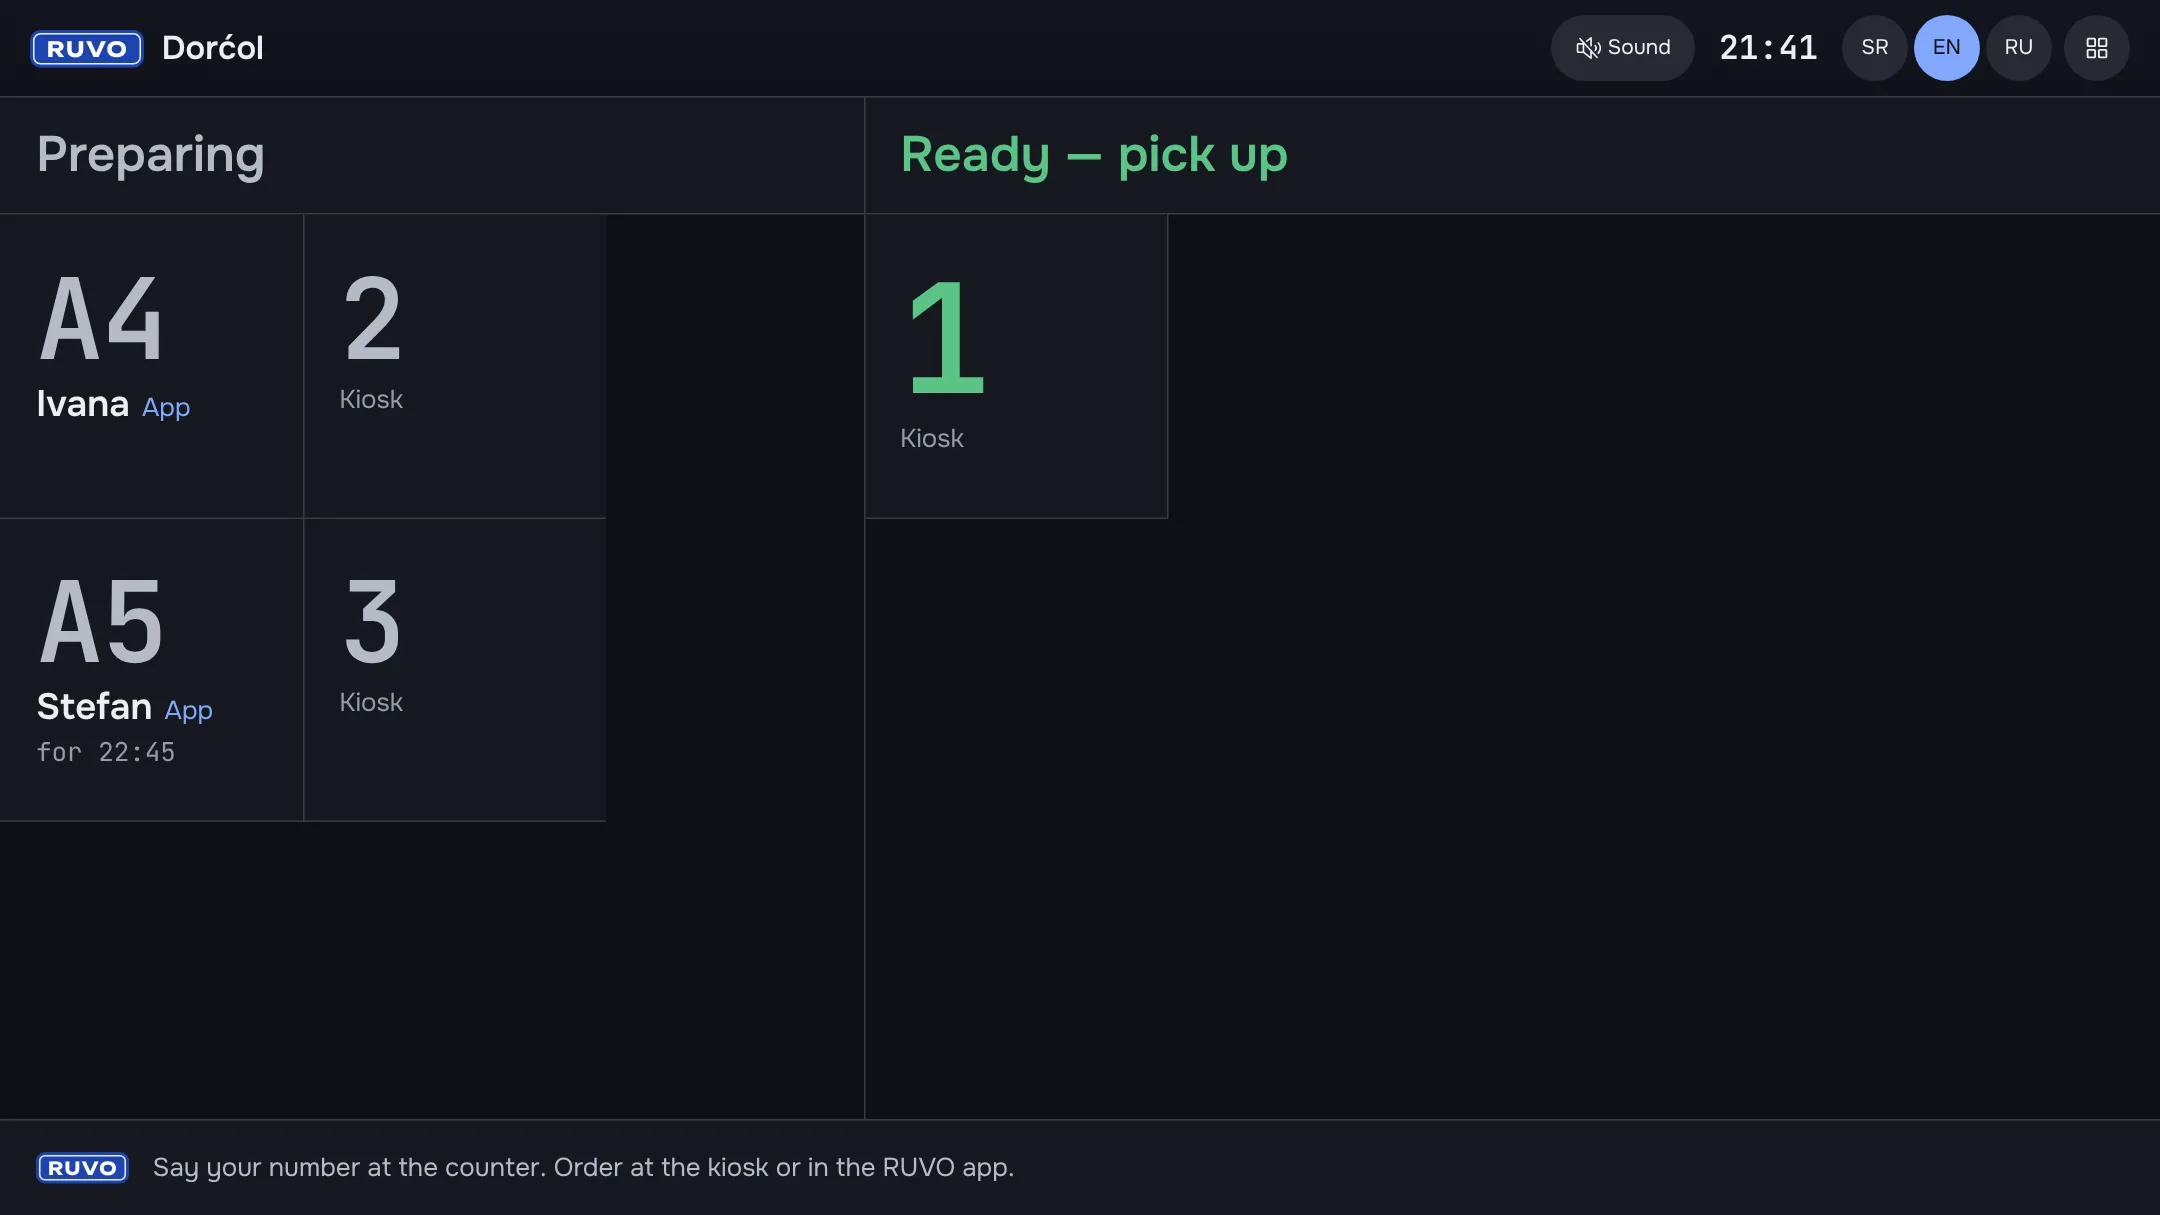 RUVO Dorćol
Sound 21:41 SR EN RU
Preparing
A4
Ivana App
2
Kiosk
A5
Stefan App
for 22:45
3
Kiosk
Ready — pick up
1
Kiosk
RUVO Say your number at the counter. Order at the kiosk or in the RUVO app.